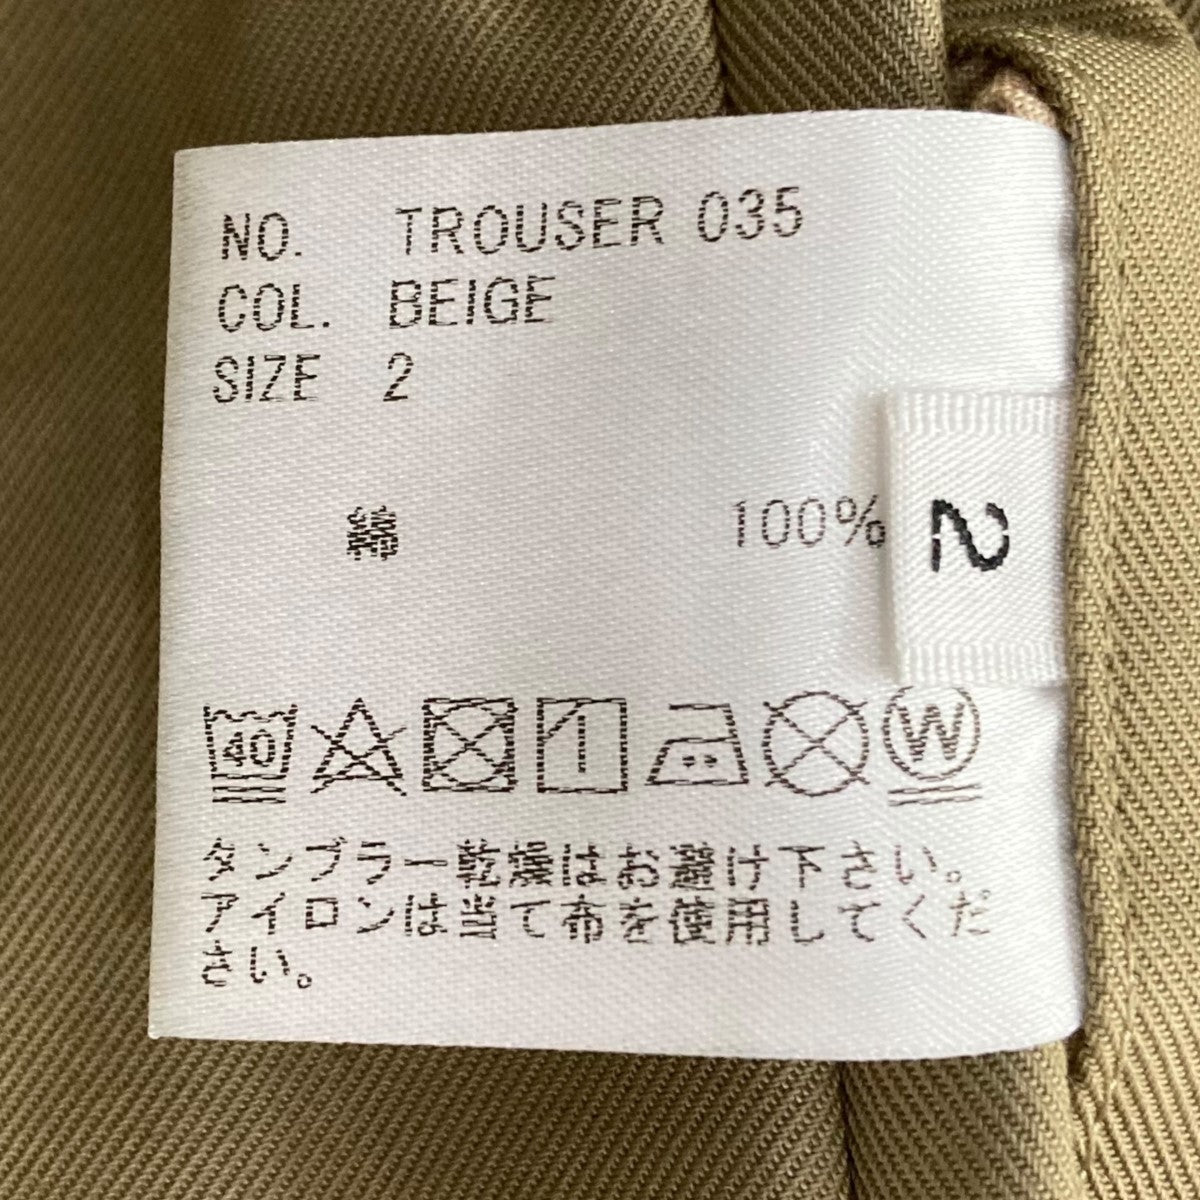 NO. TROUSER 035
COL. BEIGE
SIZE 2
綿 100%
2
40
W
タンブラー乾燥はお避け下さい。
アイロンは当て布を使用してくだ
さい。